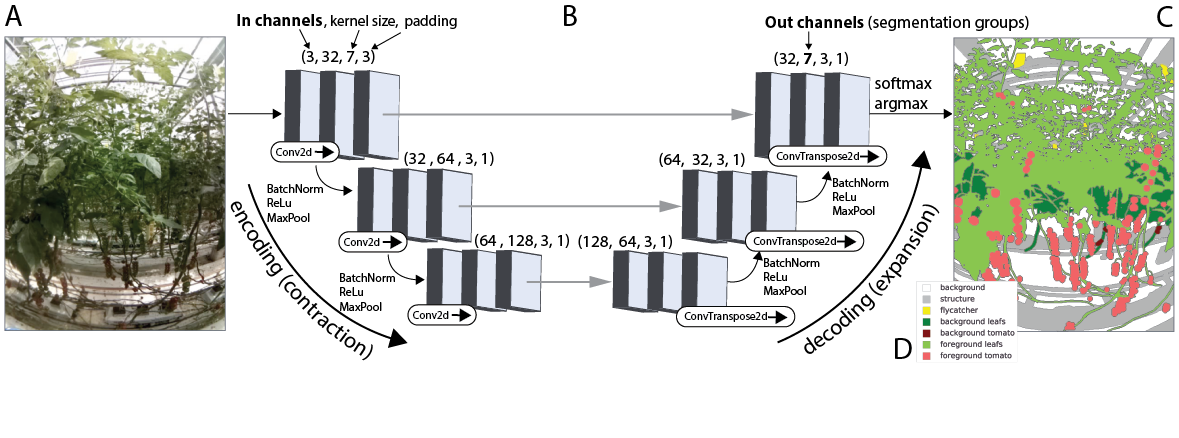 A
In channels, kernel size, padding
(3, 32, 7, 3)
B
Out channels (segmentation groups)
(32, 7, 3, 1)
C
softmax
argmax
Conv2d
ConvTranspose2d
(32 , 64 , 3, 1)
(64, 32, 3, 1)
BatchNorm
ReLu
MaxPool
BatchNorm
ReLu
MaxPool
Conv2d
ConvTranspose2d
(64 , 128, 3, 1)
(128, 64, 3, 1)
BatchNorm
ReLu
MaxPool
BatchNorm
ReLu
MaxPool
Conv2d
ConvTranspose2d
encoding (contraction)
decoding (expansion)
D
background
structure
flycatcher
background leafs
background tomato
foreground leafs
foreground tomato